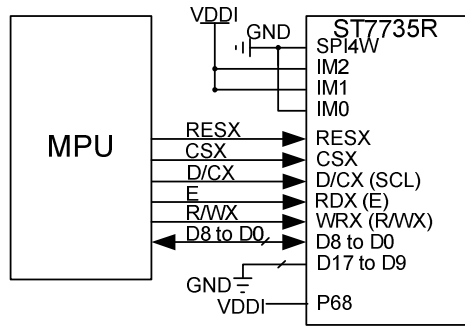 VDDI
ST7735R
GND
SPI4W
IM2
IM1
IM0
MPU
RESX
RESX
CSX
CSX
D/CX
D/CX (SCL)
E
RDX (E)
R/WX
WRX (R/WX)
D8 to D0
D8 to D0
D17 to D9
GND
VDDI
P68